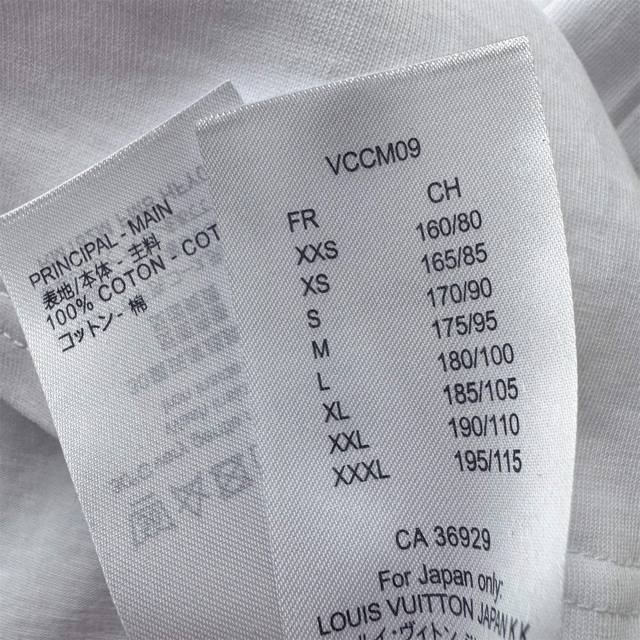 PRINCIPAL - MAIN
表地/本体 - 主料
100% COTON - COT
コットン - 棉
VCCM09
FR CH
XXS 160/80
XS 165/85
S 170/90
M 175/95
L 180/100
XL 185/105
XXL 190/110
XXXL 195/115
CA 36929
For Japan only:
LOUIS VUITTON JAPAN K.K